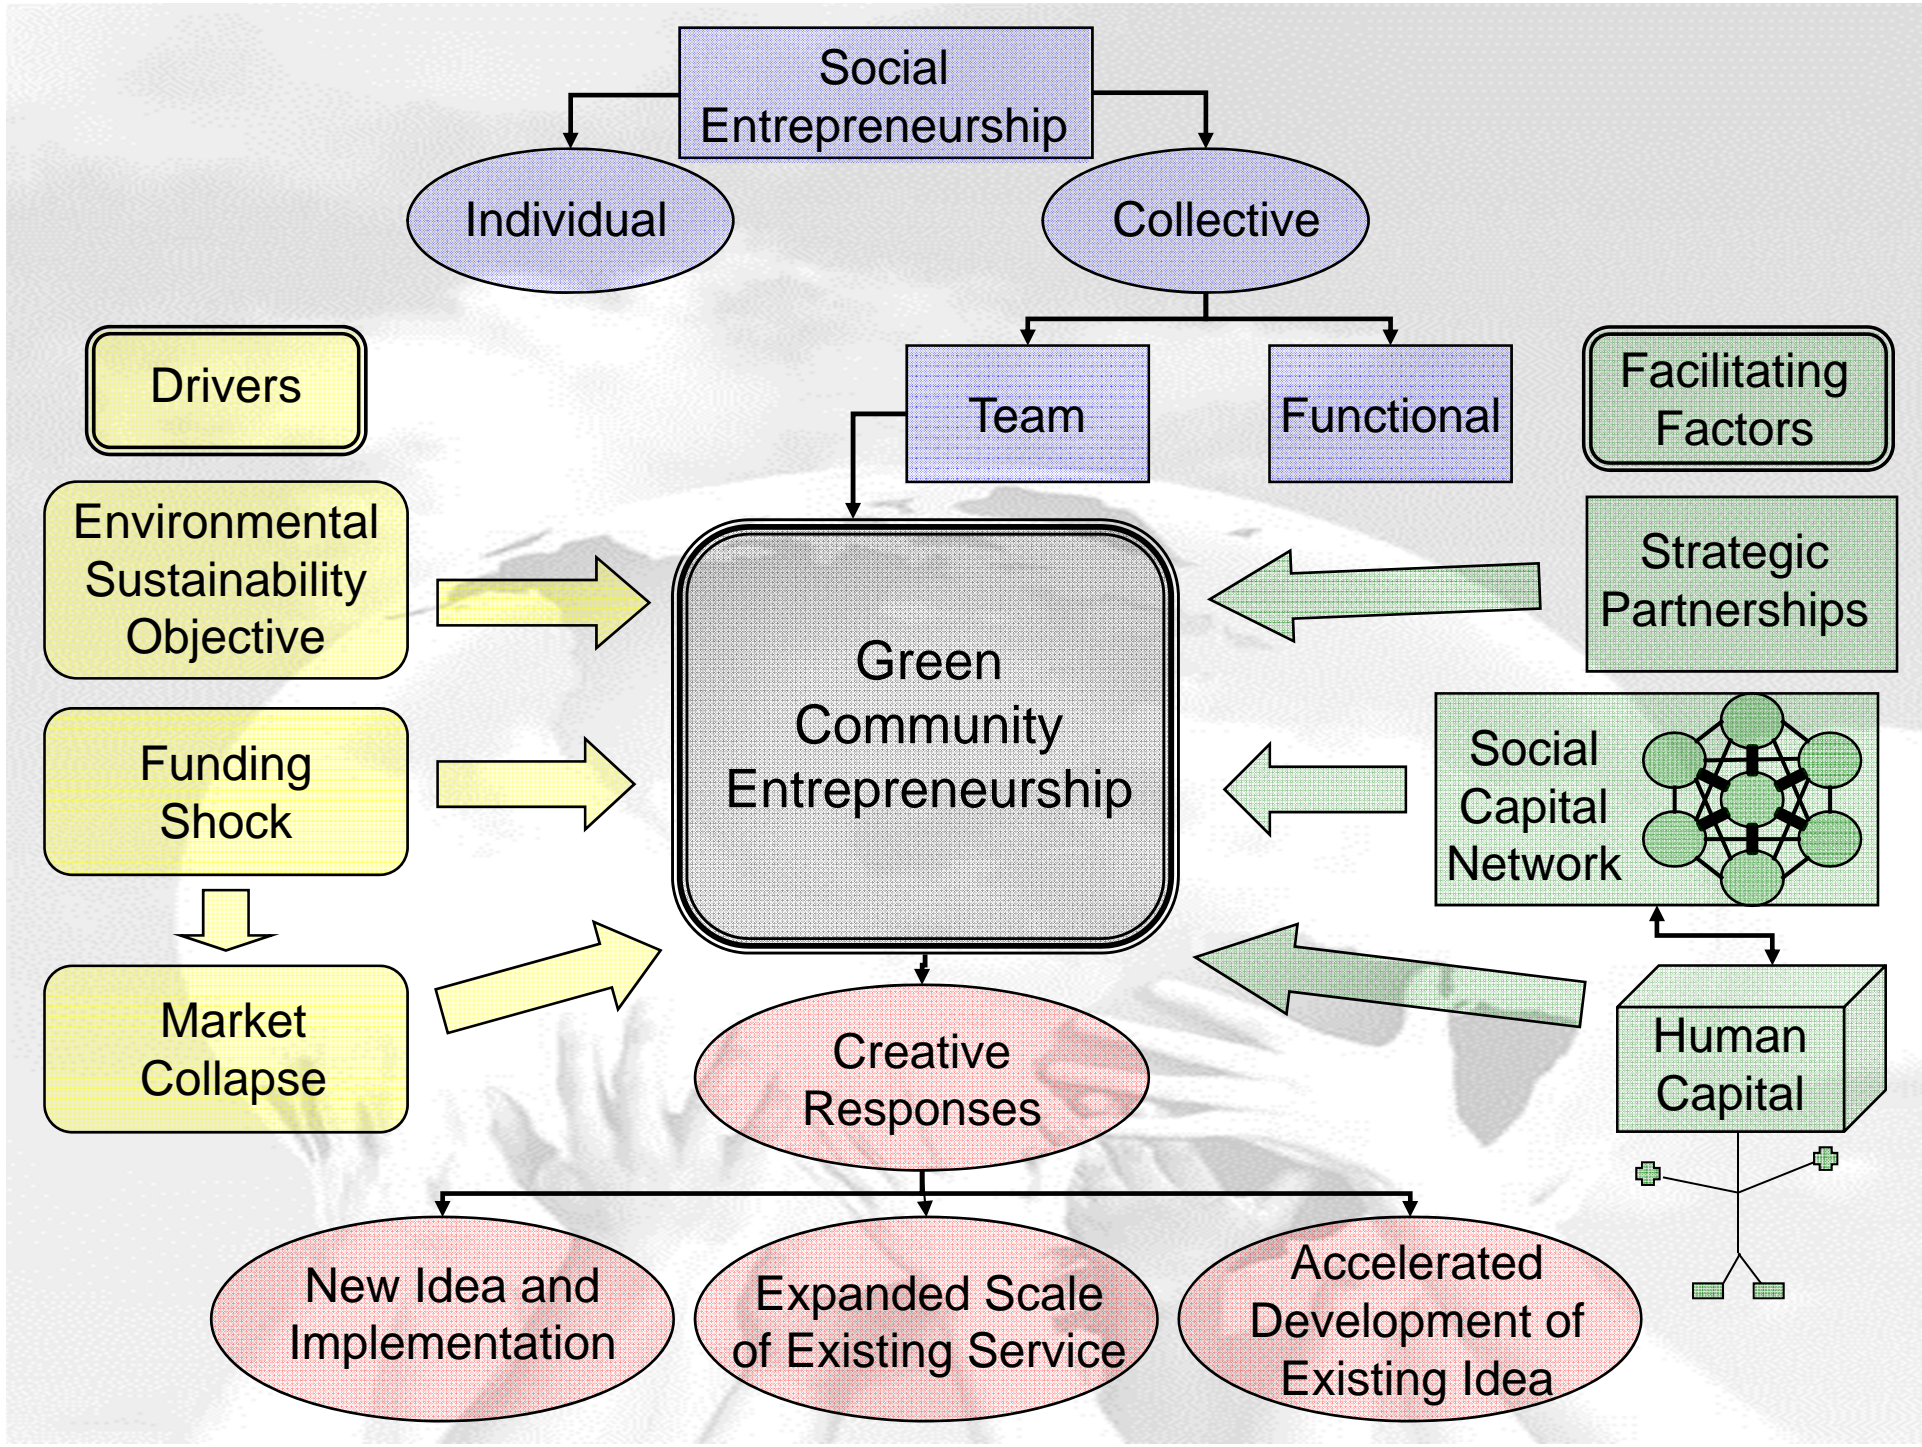 Social
Entrepreneurship
Individual
Collective
Drivers
Team
Functional
Facilitating
Factors
Environmental
Sustainability
Objective
Strategic
Partnerships
Green
Community
Entrepreneurship
Funding
Shock
Social
Capital
Network
Market
Collapse
Creative
Responses
Human
Capital
New Idea and
Implementation
Expanded Scale
of Existing Service
Accelerated
Development of
Existing Idea